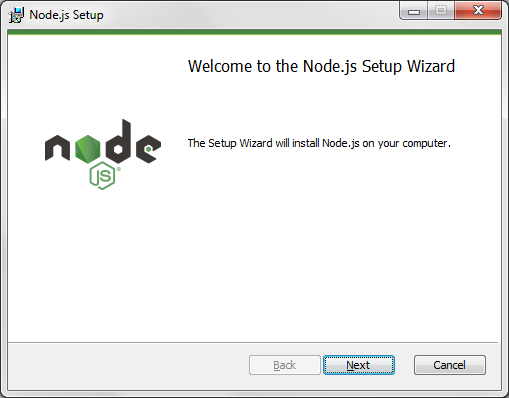 Node.js Setup
Welcome to the Node.js Setup Wizard
node
JS®
The Setup Wizard will install Node.js on your computer.
Back
Next
Cancel